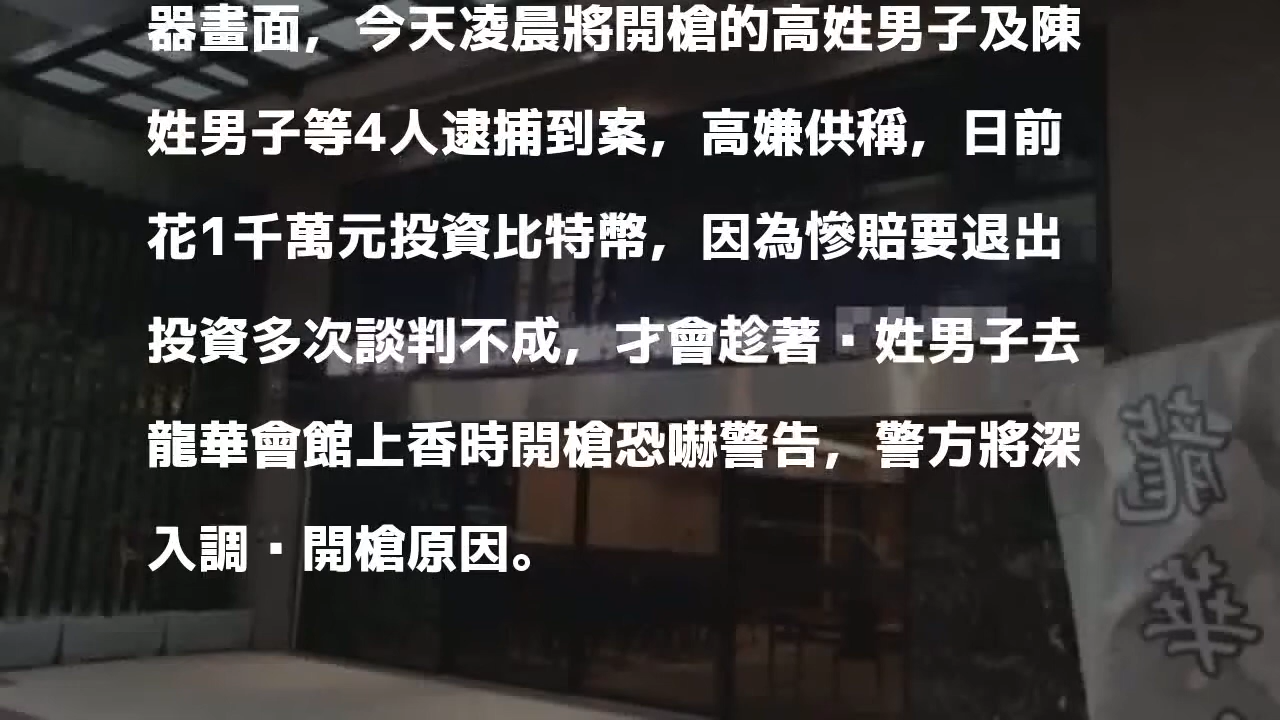 器畫面，今天凌晨將開槍的高姓男子及陳
姓男子等4人逮捕到案，高嫌供稱，日前
花1千萬元投資比特幣，因為慘賠要退出
投資多次談判不成，才會趁著▪姓男子去
龍華會館上香時開槍恐嚇警告，警方將深
入調▪開槍原因。
龍
華